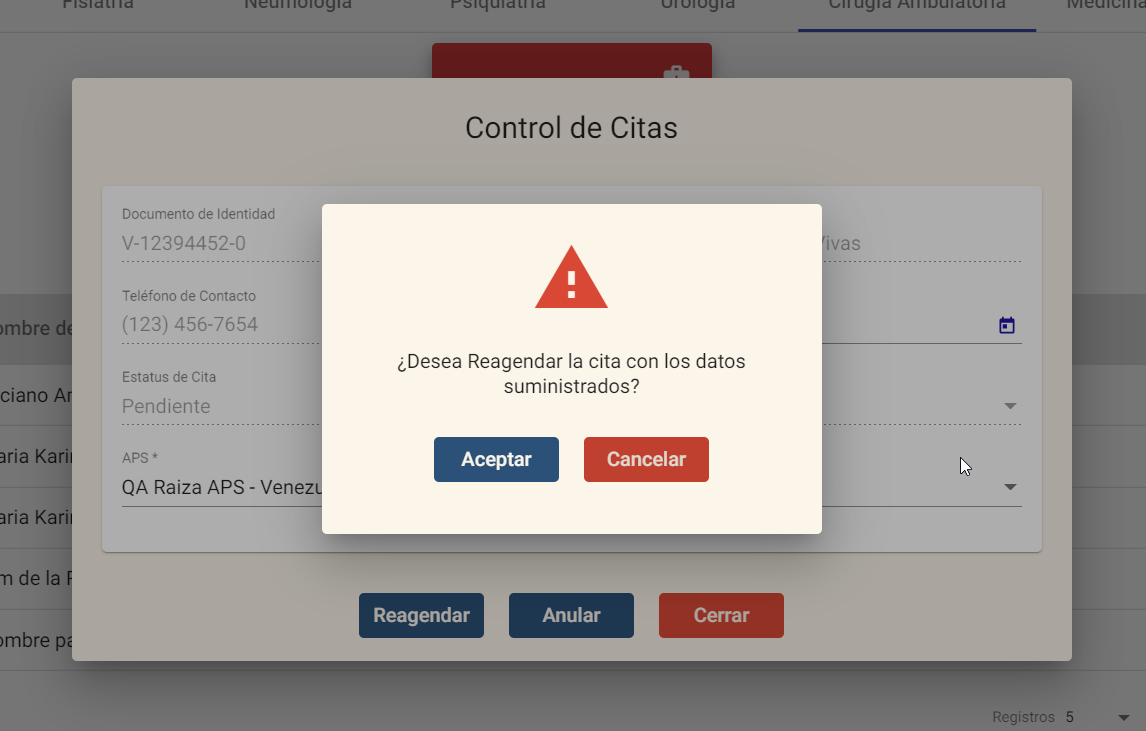 Fisiatría Neumología Psiquiatría Urología Cirugía Ambulatoria Medicina
Control de Citas
Documento de Identidad
V-12394452-0
Vivas
Teléfono de Contacto
(123) 456-7654
Estatus de Cita
Pendiente
APS *
QA Raiza APS - Venezu
¿Desea Reagendar la cita con los datos
suministrados?
Aceptar Cancelar
ombre de
ciano Ar
aria Karin
aria Karin
m de la
ombre pa
Reagendar Anular Cerrar
Registros 5